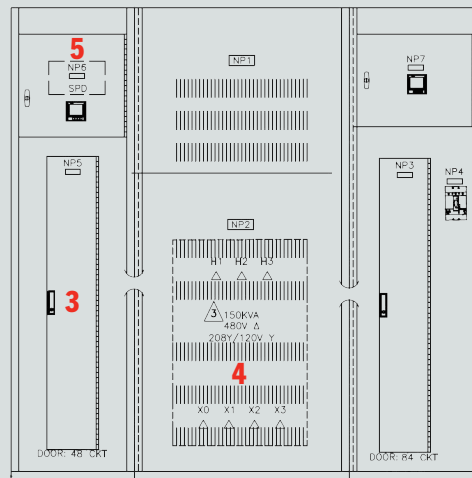 5
NP6
SPD
NP1
NP7
NP5
NP3
NP4
NP2
H1 H2 H3
3
3 150KVA
480V Δ
208Y/120V Y
4
X0 X1 X2 X3
DOOR: 48 CKT
DOOR: 84 CKT